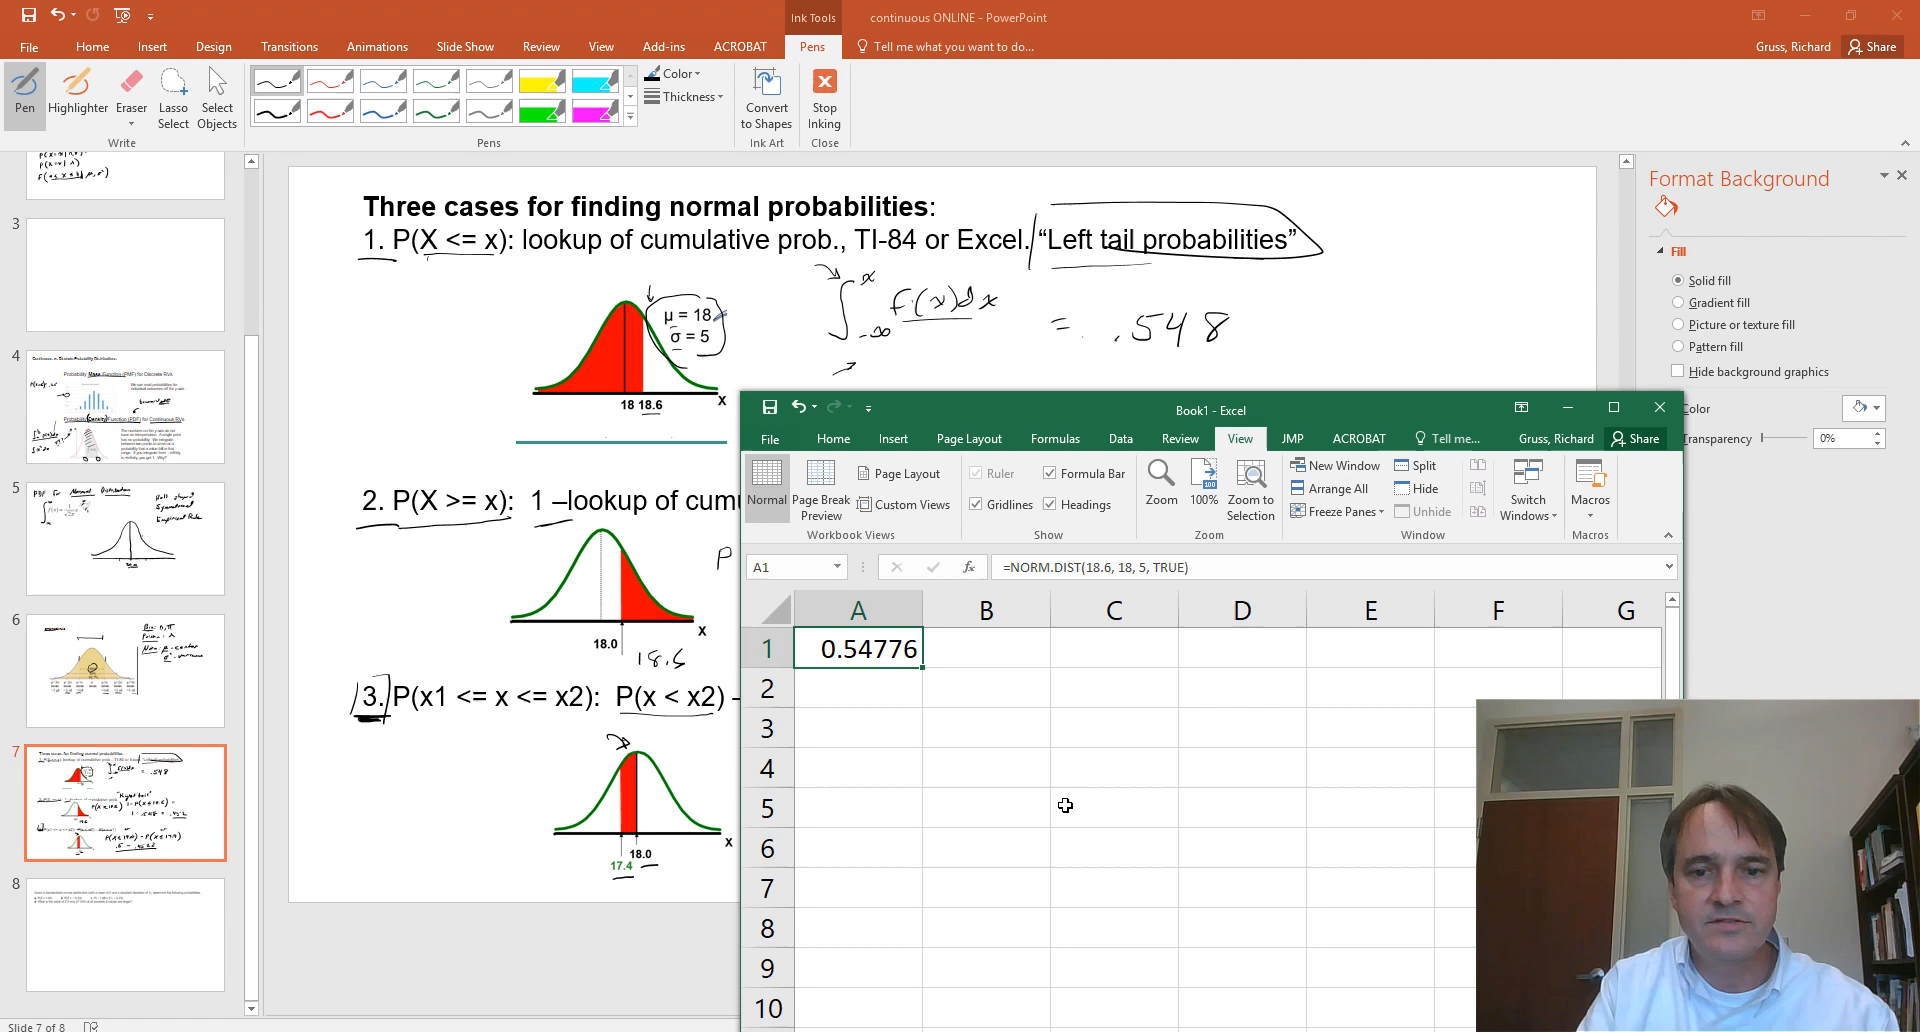 continuous ONLINE - PowerPoint
Ink Tools
File Home Insert Design Transitions Animations Slide Show Review View Add-ins ACROBAT Pens Tell me what you want to do... Gruss, Richard Share
Pen Highlighter Eraser Lasso Select Select Objects
Write
Pens
Color
Thickness
Convert to Shapes
Ink Art
Stop Inking
Close
3
4
5
6
7
8
Three cases for finding normal probabilities:
1. P(X <= x): lookup of cumulative prob., TI-84 or Excel. “Left tail probabilities”
μ = 18
σ = 5
18 18.6
X
∫ x -∞ f(x)dx = .548
2. P(X >= x): 1 –lookup of cumu
P
18.0
X
18.6
3. P(x1 <= x <= x2): P(x < x2) -
18.0
17.4
X
Format Background
Fill
Solid fill
Gradient fill
Picture or texture fill
Pattern fill
Hide background graphics
Color
Transparency 0%
Book1 - Excel
File Home Insert Page Layout Formulas Data Review View JMP ACROBAT Tell me... Gruss, Richard Share
Normal
Page Break Preview
Page Layout
Custom Views
Workbook Views
Ruler
Formula Bar
Gridlines
Headings
Show
Zoom
100%
Zoom to Selection
Zoom
New Window
Arrange All
Freeze Panes
Split
Hide
Unhide
Switch Windows
Window
Macros
Macros
A1 fx =NORM.DIST(18.6, 18, 5, TRUE)
A B C D E F G
1 0.54776
2
3
4
5
6
7
8
9
10
Slide 7 of 8